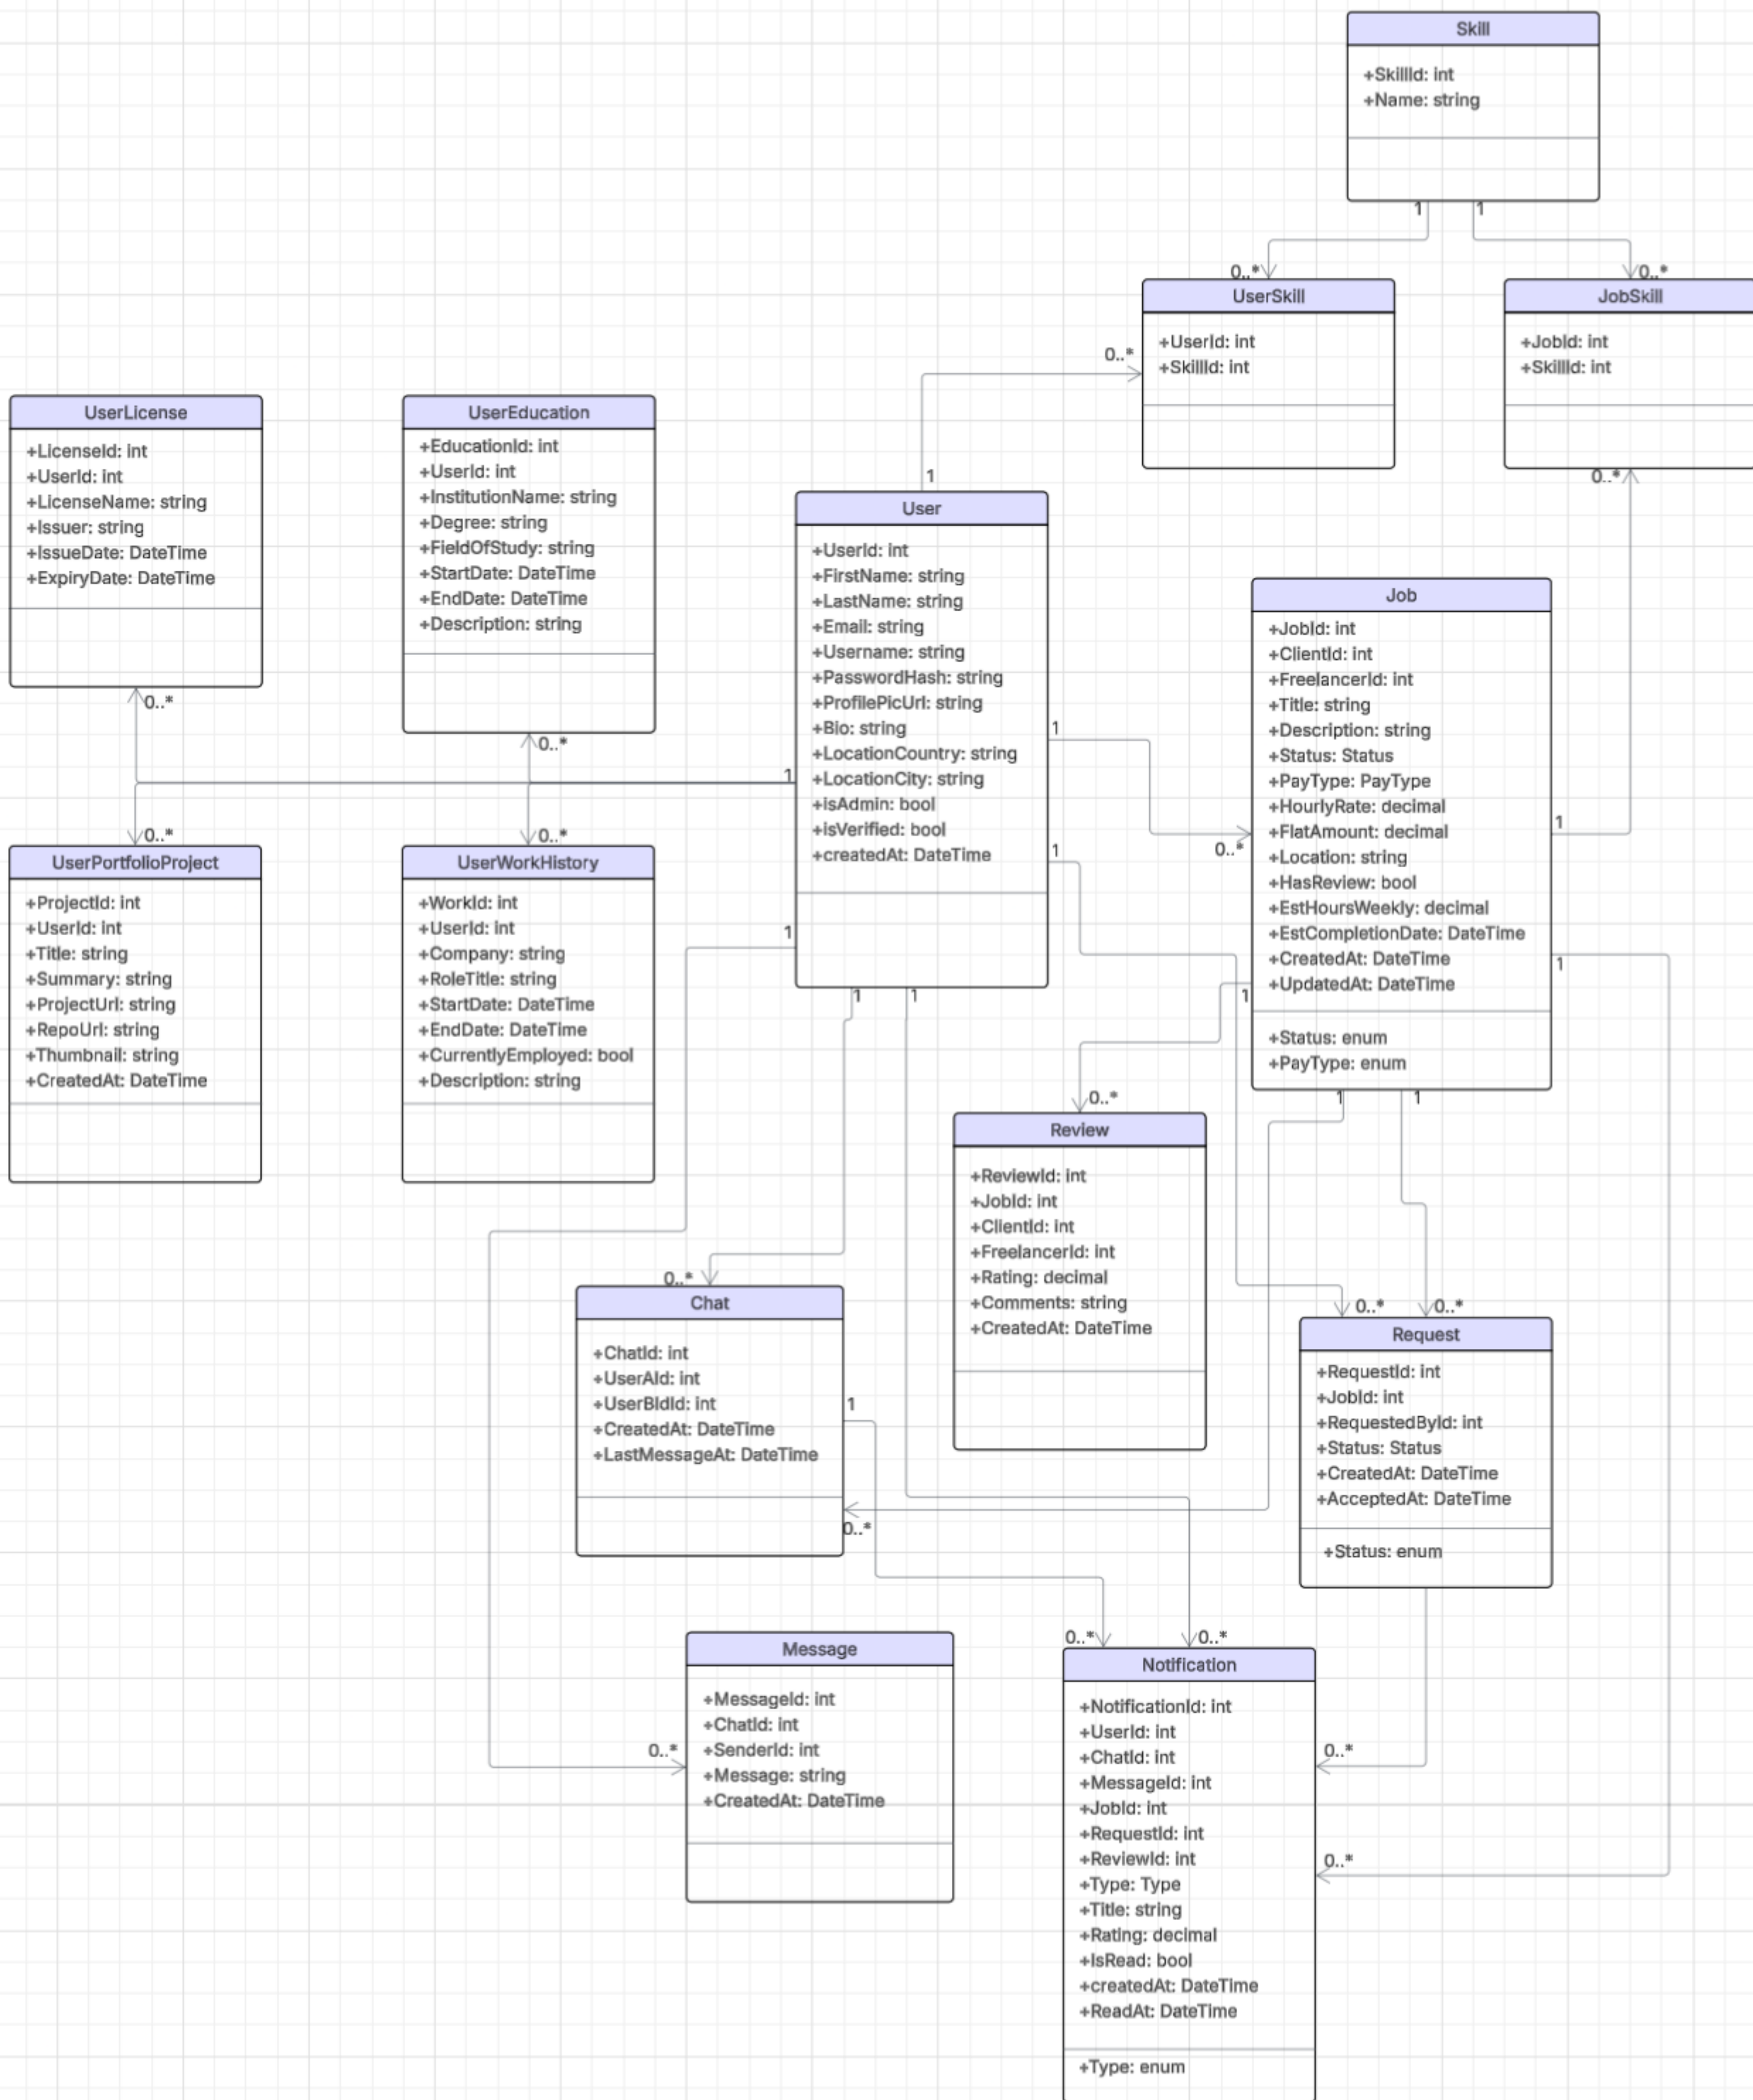 Skill
+SkillId: int
+Name: string
1
1
0..*
0..*
UserSkill
+UserId: int
+SkillId: int
JobSkill
+JobId: int
+SkillId: int
0..*
0..*
1
UserLicense
+LicenseId: int
+UserId: int
+LicenseName: string
+Issuer: string
+IssueDate: DateTime
+ExpiryDate: DateTime
0..*
UserEducation
+EducationId: int
+UserId: int
+InstitutionName: string
+Degree: string
+FieldOfStudy: string
+StartDate: DateTime
+EndDate: DateTime
+Description: string
0..*
User
+UserId: int
+FirstName: string
+LastName: string
+Email: string
+Username: string
+PasswordHash: string
+ProfilePicUrl: string
+Bio: string
+LocationCountry: string
+LocationCity: string
+isAdmin: bool
+isVerified: bool
+createdAt: DateTime
1
1
1
1
1
1
0..*
Job
+JobId: int
+ClientId: int
+FreelancerId: int
+Title: string
+Description: string
+Status: Status
+PayType: PayType
+HourlyRate: decimal
+FlatAmount: decimal
+Location: string
+HasReview: bool
+EstHoursWeekly: decimal
+EstCompletionDate: DateTime
+CreatedAt: DateTime
+UpdatedAt: DateTime
+Status: enum
+PayType: enum
1
1
1
1
1
0..*
UserPortfolioProject
+ProjectId: int
+UserId: int
+Title: string
+Summary: string
+ProjectUrl: string
+RepoUrl: string
+Thumbnail: string
+CreatedAt: DateTime
0..*
UserWorkHistory
+WorkId: int
+UserId: int
+Company: string
+RoleTitle: string
+StartDate: DateTime
+EndDate: DateTime
+CurrentlyEmployed: bool
+Description: string
0..*
Review
+ReviewId: int
+JobId: int
+ClientId: int
+FreelancerId: int
+Rating: decimal
+Comments: string
+CreatedAt: DateTime
0..*
Chat
+ChatId: int
+UserAId: int
+UserBIdId: int
+CreatedAt: DateTime
+LastMessageAt: DateTime
1
0..*
0..*
0..*
Request
+RequestId: int
+JobId: int
+RequestedById: int
+Status: Status
+CreatedAt: DateTime
+AcceptedAt: DateTime
+Status: enum
Message
+MessageId: int
+ChatId: int
+SenderId: int
+Message: string
+CreatedAt: DateTime
0..*
0..*
0..*
Notification
+NotificationId: int
+UserId: int
+ChatId: int
+MessageId: int
+JobId: int
+RequestId: int
+ReviewId: int
+Type: Type
+Title: string
+Rating: decimal
+IsRead: bool
+createdAt: DateTime
+ReadAt: DateTime
+Type: enum
0..*
0..*